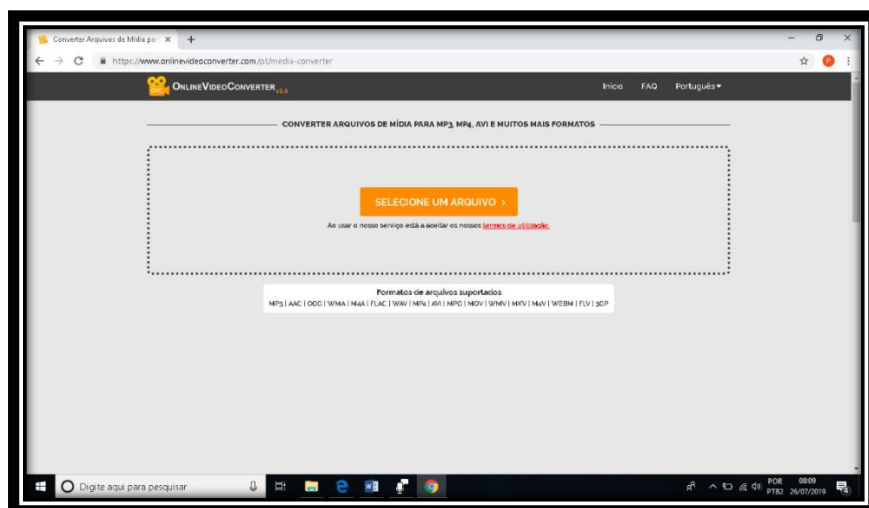 Converter Arquivos de Mídia par
https://www.onlinevideoconverter.com/pt/media-converter
P
OnlineVideoConverter v3.0
Início FAQ Português
CONVERTER ARQUIVOS DE MÍDIA PARA MP3, MP4, AVI E MUITOS MAIS FORMATOS
SELECIONE UM ARQUIVO >
Ao usar o nosso serviço está a aceitar os nossos termos de utilização.
Formatos de arquivos suportados
MP3 | AAC | OGG | WMA | M4A | FLAC | WAV | MP4 | AVI | MPG | MOV | WMV | MKV | M4V | WEBM | FLV | 3GP
Digite aqui para pesquisar
POR 08:09
PTB2 26/07/2019